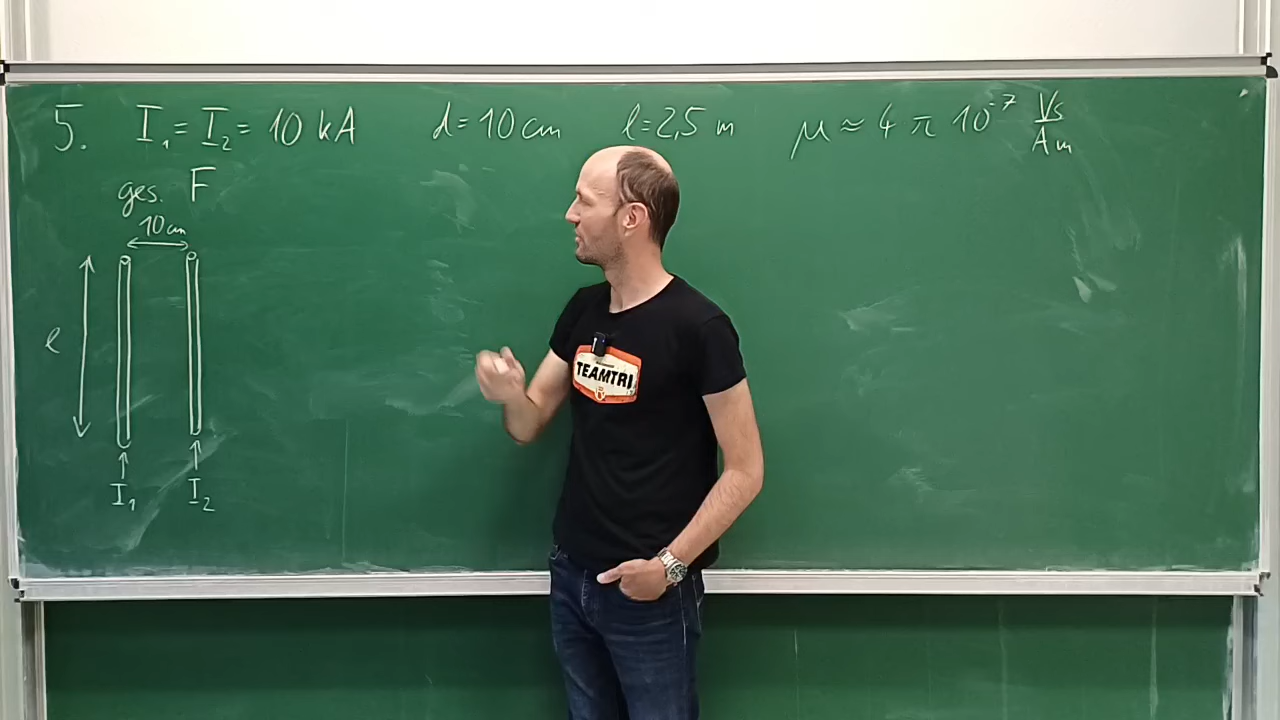 5. I₁ = I₂ = 10 kA d = 10 cm l = 2,5 m μ ≈ 4 π 10⁻⁷ Vs/Am
ges. F
10 cm
l
I₁ I₂
TEAMTRI